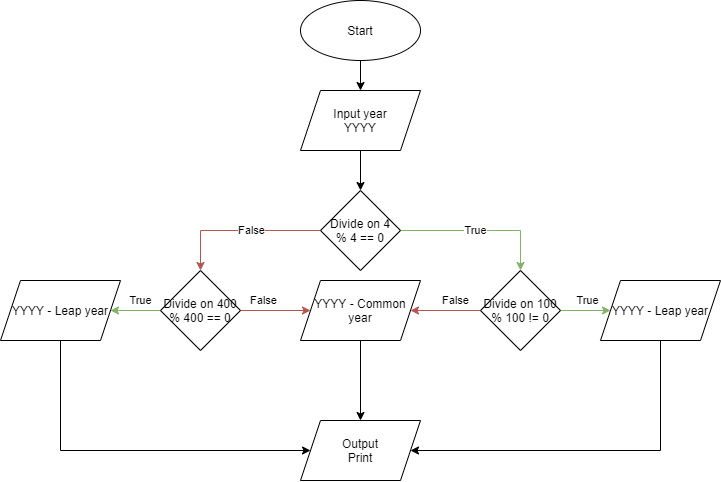 Start
Input year
YYYY
Divide on 4
% 4 == 0
False
True
YYYY - Leap year
True
Divide on 400
% 400 == 0
False
YYYY - Common
year
False
Divide on 100
% 100 != 0
True
YYYY - Leap year
Output
Print